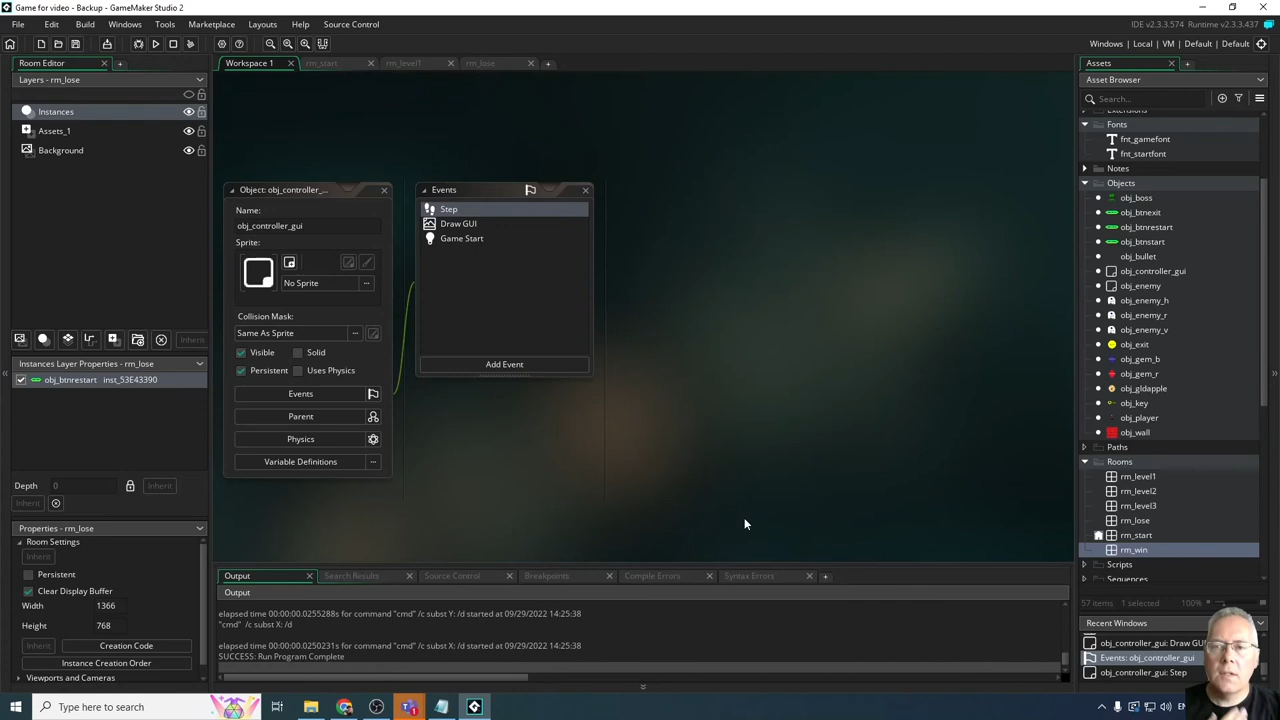 Game for video - Backup - GameMaker Studio 2
File Edit Build Windows Tools Marketplace Layouts Help Source Control
IDE v2.3.3.574 Runtime v2.3.3.437
Windows | Local | VM | Default | Default
Room Editor
Layers - rm_lose
Instances
Assets_1
Background
Inherit
Instances Layer Properties - rm_lose
obj_btnrestart inst_53E43390
Depth 0 Inherit
Inherit
Properties - rm_lose
Room Settings
Inherit
Persistent
Clear Display Buffer
Width 1366
Height 768
Inherit Creation Code
Instance Creation Order
Viewports and Cameras
Workspace 1 rm_start rm_level1 rm_lose
Object: obj_controller_...
Name:
obj_controller_gui
Sprite:
No Sprite ...
Collision Mask:
Same As Sprite ...
Visible Solid
Persistent Uses Physics
Events
Parent
Physics
Variable Definitions ...
Events
Step
Draw GUI
Game Start
Add Event
Output Search Results Source Control Breakpoints Compile Errors Syntax Errors
Output
elapsed time 00:00:00.0255288s for command "cmd" /c subst Y: /d started at 09/29/2022 14:25:38
"cmd" /c subst X: /d
elapsed time 00:00:00.0250231s for command "cmd" /c subst X: /d started at 09/29/2022 14:25:38
SUCCESS: Run Program Complete
Assets
Asset Browser
Search...
Extensions
Fonts
fnt_gamefont
fnt_startfont
Notes
Objects
obj_boss
obj_btnexit
obj_btnrestart
obj_btnstart
obj_bullet
obj_controller_gui
obj_enemy
obj_enemy_h
obj_enemy_r
obj_enemy_v
obj_exit
obj_gem_b
obj_gem_r
obj_gldapple
obj_key
obj_player
obj_wall
Paths
Rooms
rm_level1
rm_level2
rm_level3
rm_lose
rm_start
rm_win
Scripts
Sequences
57 items 1 selected 100%
Recent Windows
obj_controller_gui: Draw GU
Events: obj_controller_gui
obj_controller_gui: Step
Type here to search
ENG